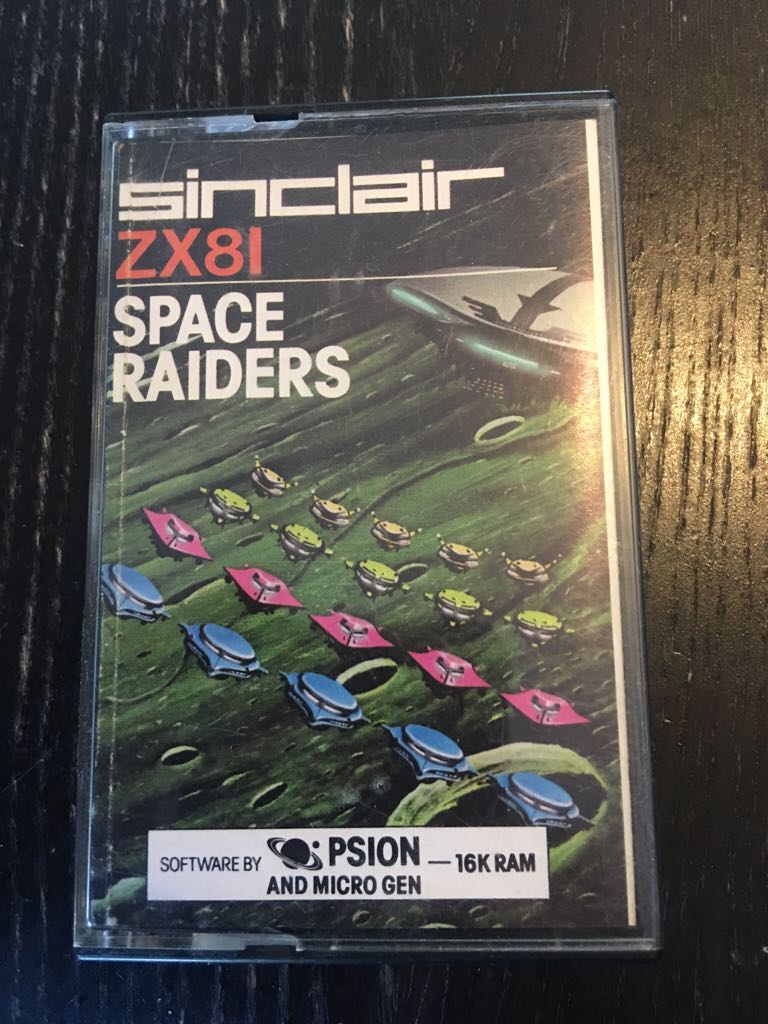 sinclair
ZX81
SPACE
RAIDERS
SOFTWARE BY PSION — 16K RAM
AND MICRO GEN